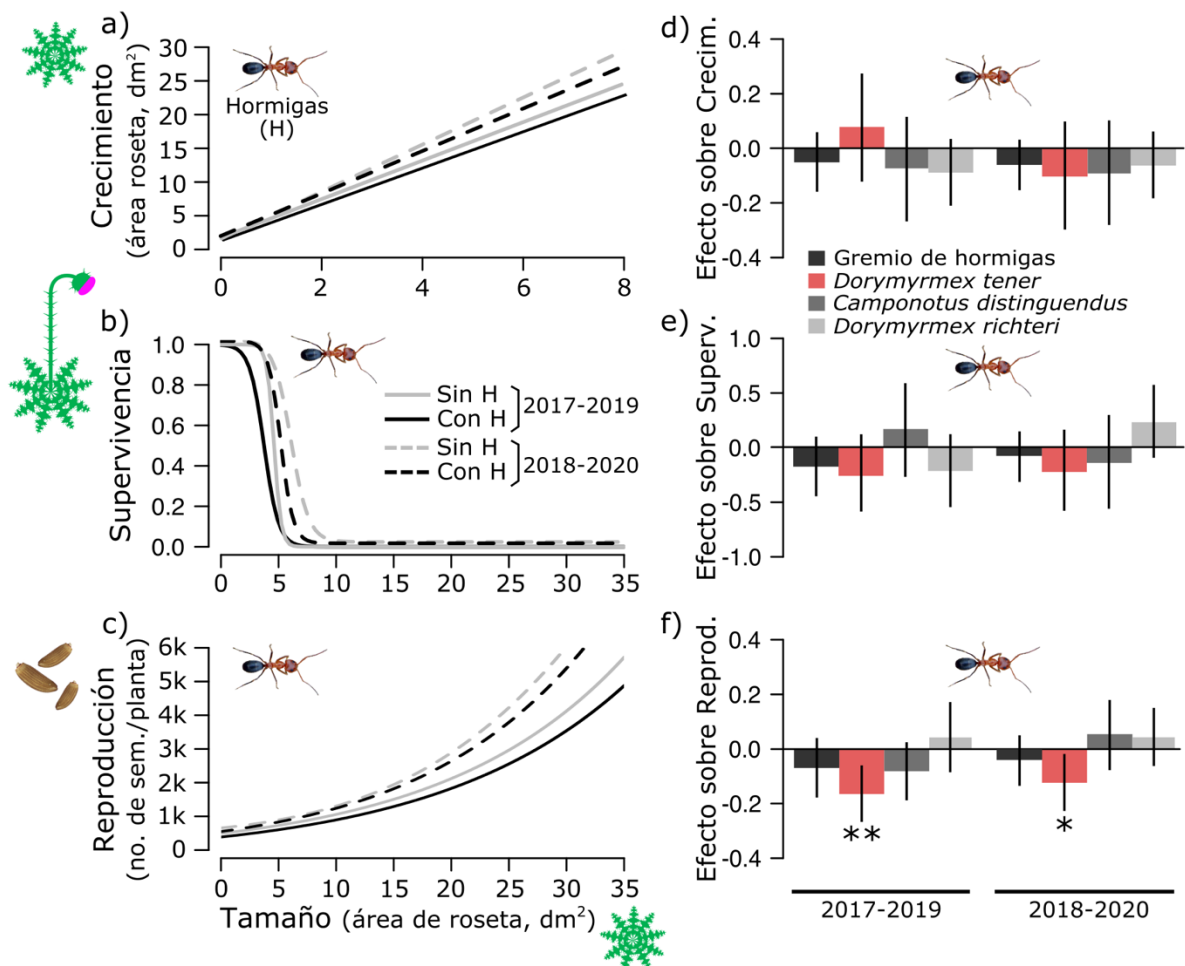 a)
Crecimiento
(área roseta, dm²)
30
25
20
15
10
5
0
Hormigas
(H)
0 2 4 6 8
b)
Supervivencia
1.0
0.8
0.6
0.4
0.2
0.0
Sin H
Con H
2017-2019
Sin H
Con H
2018-2020
0 5 10 15 20 25 30 35
c)
Reproducción
(no. de sem./planta)
6k
5k
4k
3k
2k
1k
0
0 5 10 15 20 25 30 35
Tamaño (área de roseta, dm²)
d)
Efecto sobre Crecim.
0.4
0.2
0.0
-0.2
-0.4
Gremio de hormigas
Dorymyrmex tener
Camponotus distinguendus
Dorymyrmex richteri
e)
Efecto sobre Superv.
1.0
0.5
0.0
-0.5
-1.0
f)
Efecto sobre Reprod.
0.4
0.2
0.0
-0.2
-0.4
**
*
2017-2019 2018-2020